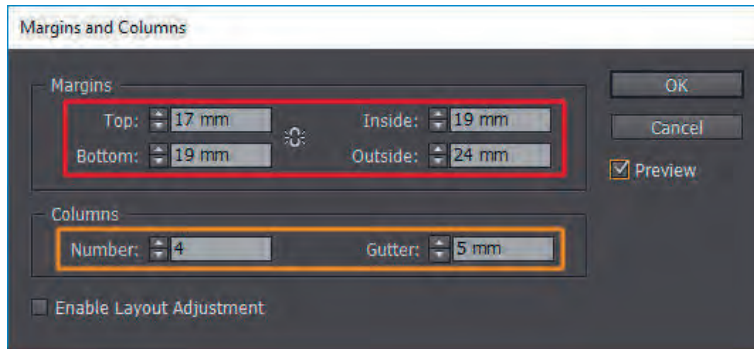 Margins and Columns
Margins
Top: 17 mm
Inside: 19 mm
Bottom: 19 mm
Outside: 24 mm
OK
Cancel
Preview
Columns
Number: 4
Gutter: 5 mm
Enable Layout Adjustment